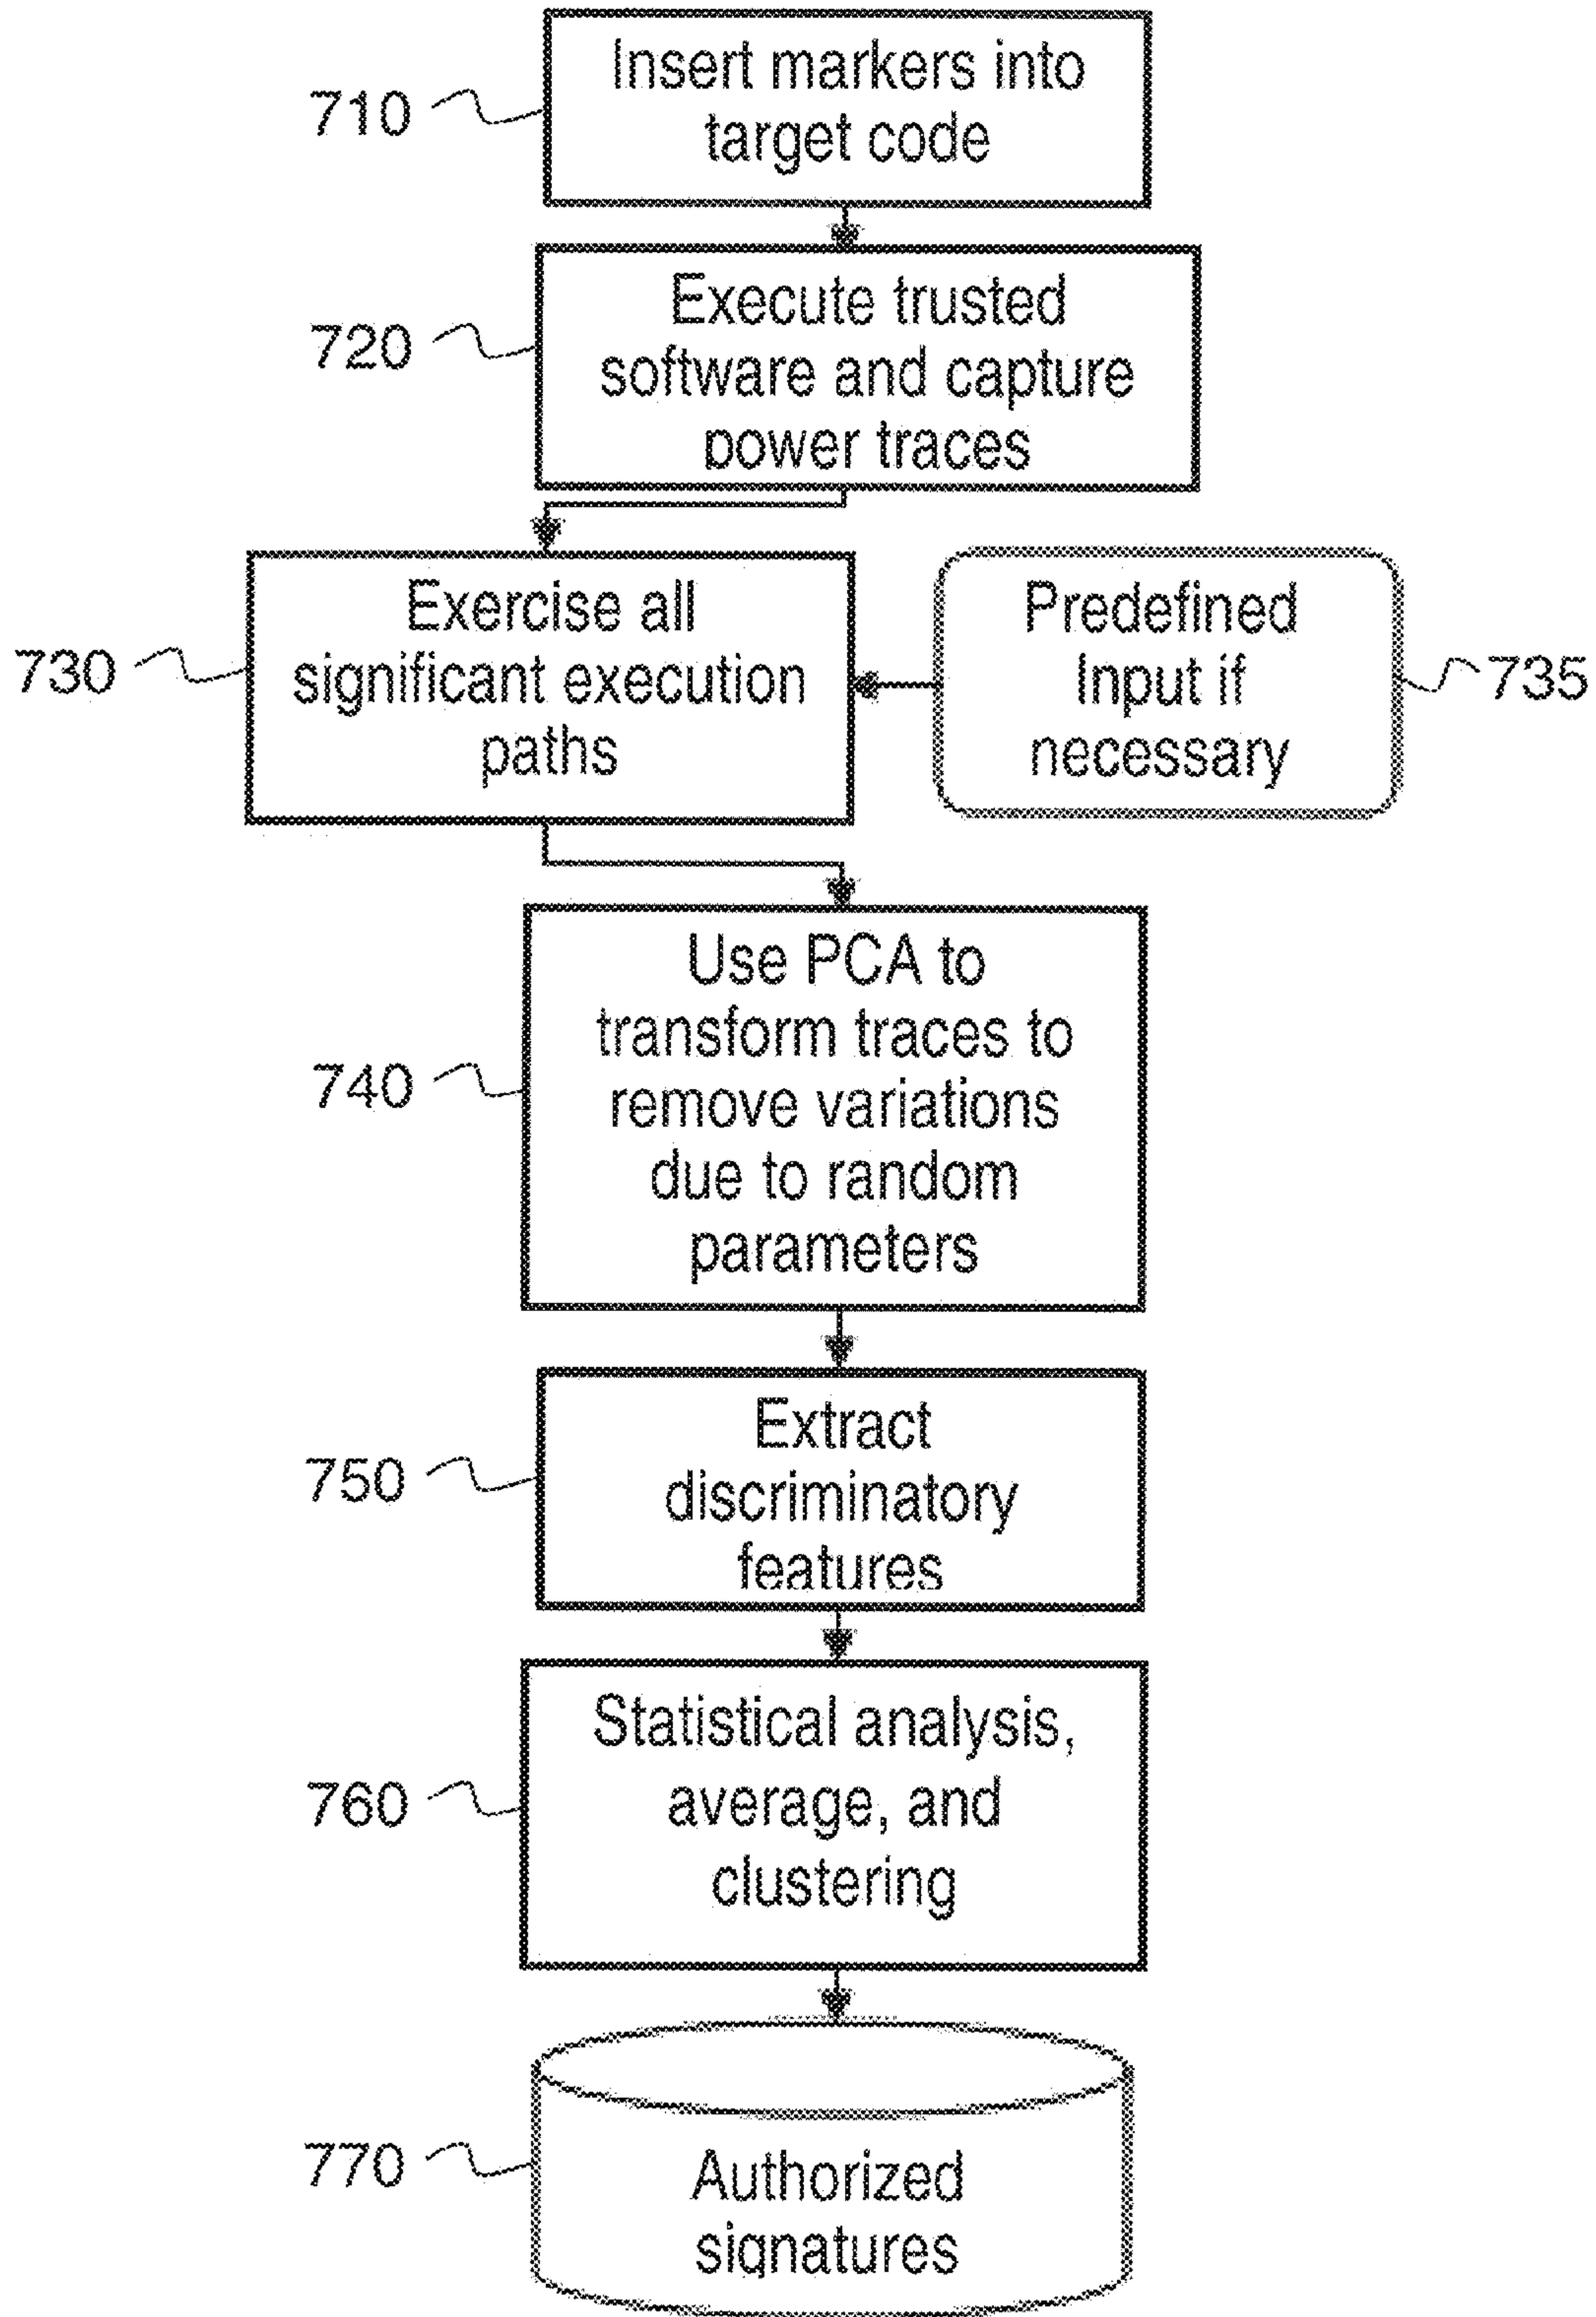 Insert markers into
target code
710
Execute trusted
software and capture
power traces
720
Exercise all
significant execution
paths
730
Predefined
Input if
necessary
735
Use PCA to
transform traces to
remove variations
due to random
parameters
740
Extract
discriminatory
features
750
Statistical analysis,
average, and
clustering
760
Authorized
signatures
770